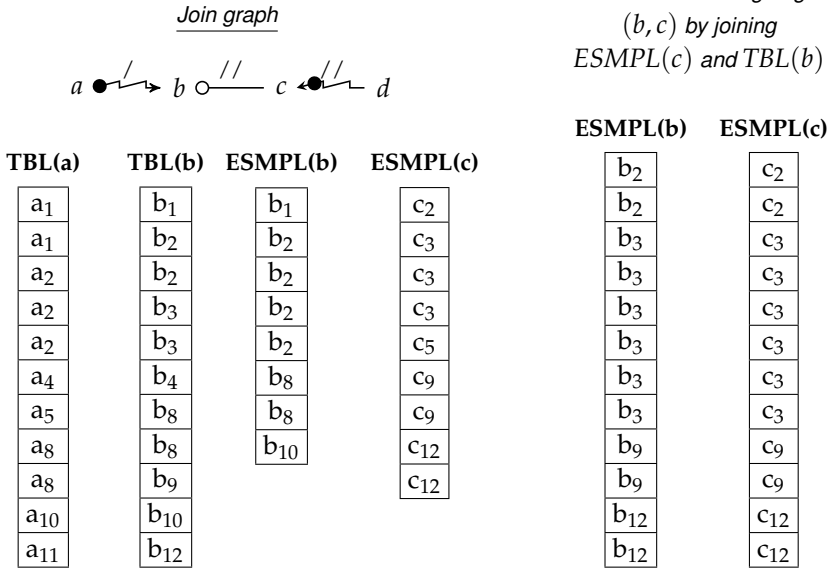 Join graph
a / b // c // d
TBL(a) TBL(b) ESMPL(b) ESMPL(c)
a₁ b₁ b₁ c₂
a₁ b₂ b₂ c₃
a₂ b₂ b₂ c₃
a₂ b₃ b₂ c₃
a₂ b₃ b₂ c₅
a₄ b₄ b₈ c₉
a₅ b₈ b₈ c₉
a₈ b₈ b₁₀ c₁₂
a₈ b₉ c₁₂
a₁₀ b₁₀
a₁₁ b₁₂
(b, c) by joining
ESMPL(c) and TBL(b)
ESMPL(b) ESMPL(c)
b₂ c₂
b₂ c₂
b₃ c₃
b₃ c₃
b₃ c₃
b₃ c₃
b₃ c₃
b₃ c₃
b₉ c₉
b₉ c₉
b₁₂ c₁₂
b₁₂ c₁₂